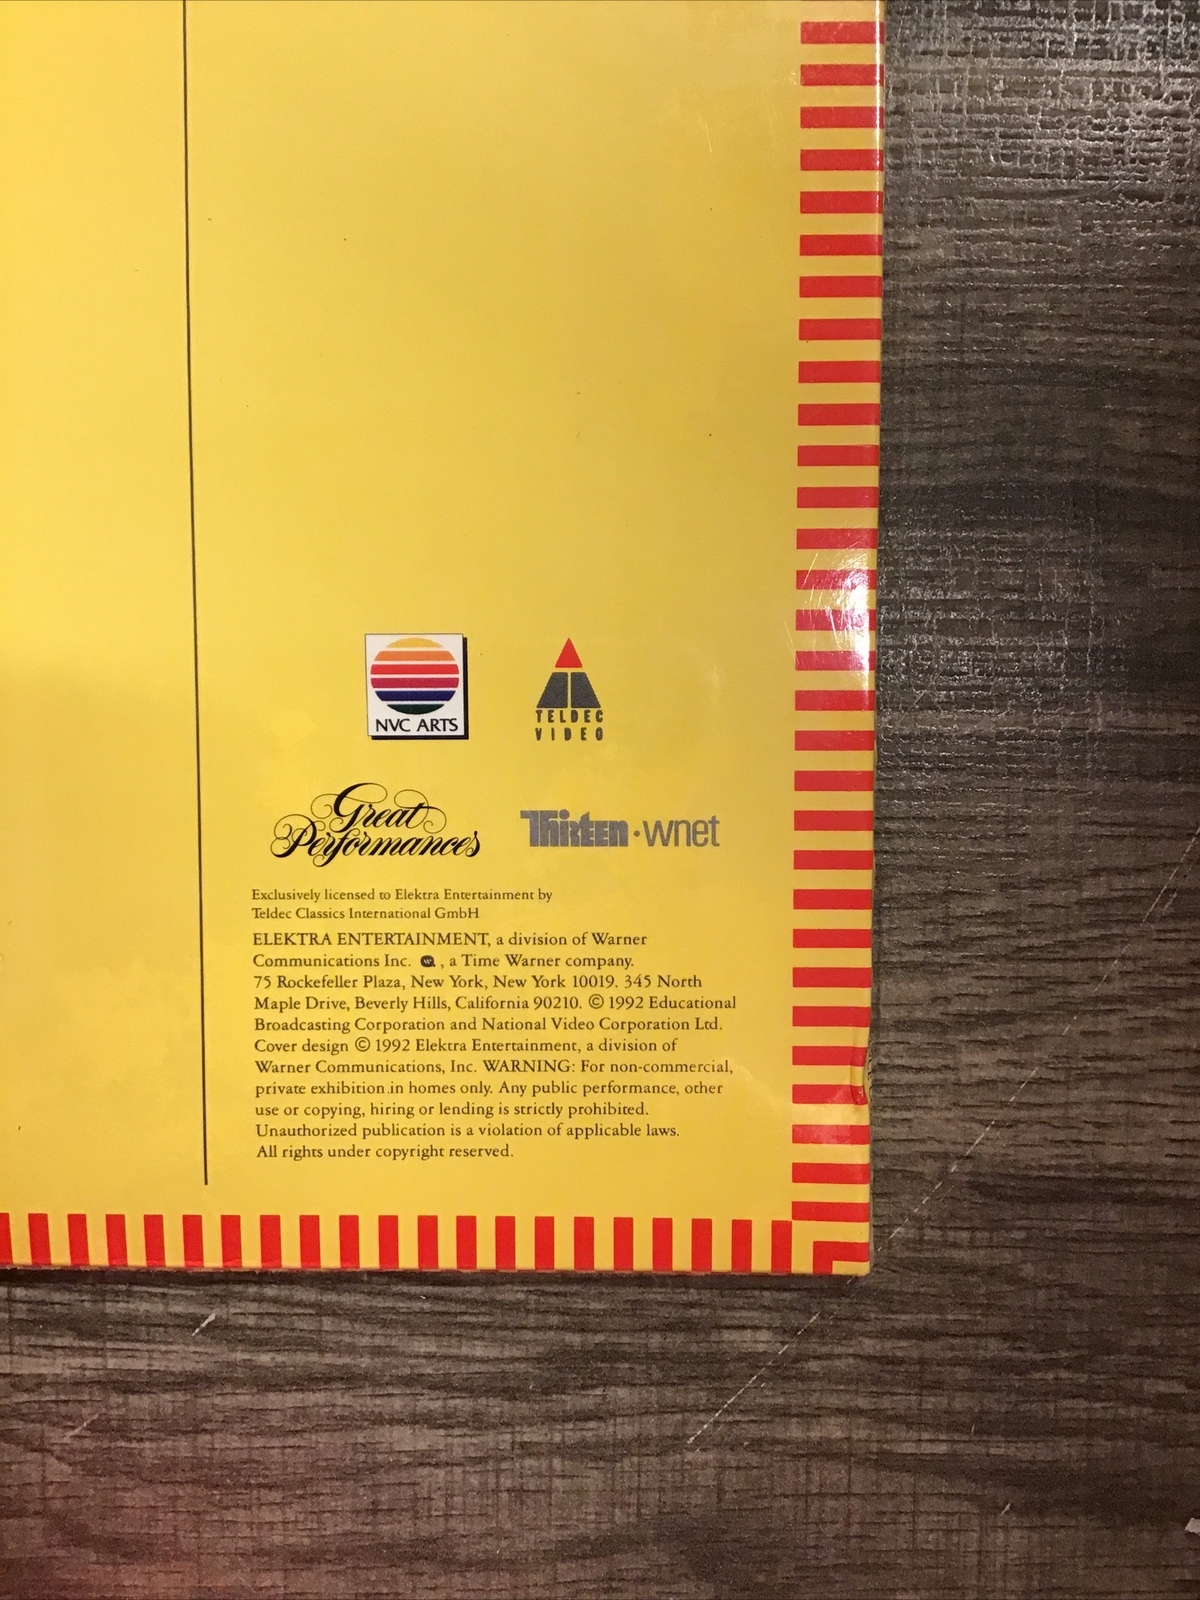 NVC ARTS
TELDEC
VIDEO
Great
Performances
Thirteen·wnet
Exclusively licensed to Elektra Entertainment by
Teldec Classics International GmbH
ELEKTRA ENTERTAINMENT, a division of Warner
Communications Inc. , a Time Warner company.
75 Rockefeller Plaza, New York, New York 10019. 345 North
Maple Drive, Beverly Hills, California 90210. © 1992 Educational
Broadcasting Corporation and National Video Corporation Ltd.
Cover design © 1992 Elektra Entertainment, a division of
Warner Communications, Inc. WARNING: For non-commercial,
private exhibition in homes only. Any public performance, other
use or copying, hiring or lending is strictly prohibited.
Unauthorized publication is a violation of applicable laws.
All rights under copyright reserved.